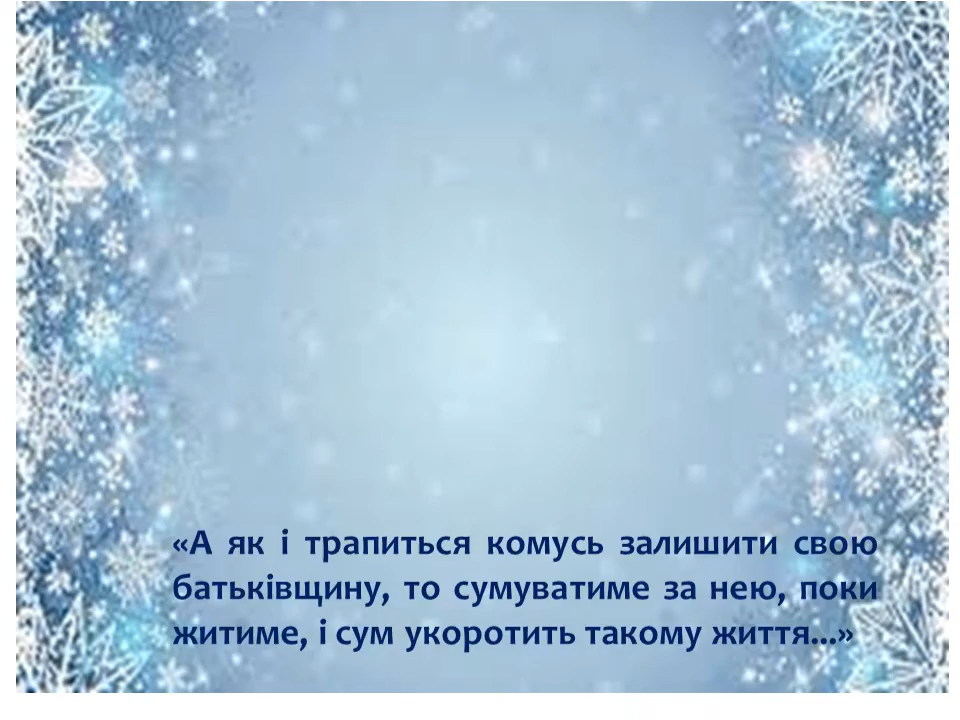 «А як і трапиться комусь залишити свою
батьківщину, то сумуватиме за нею, поки
житиме, і сум укоротить такому життя...»